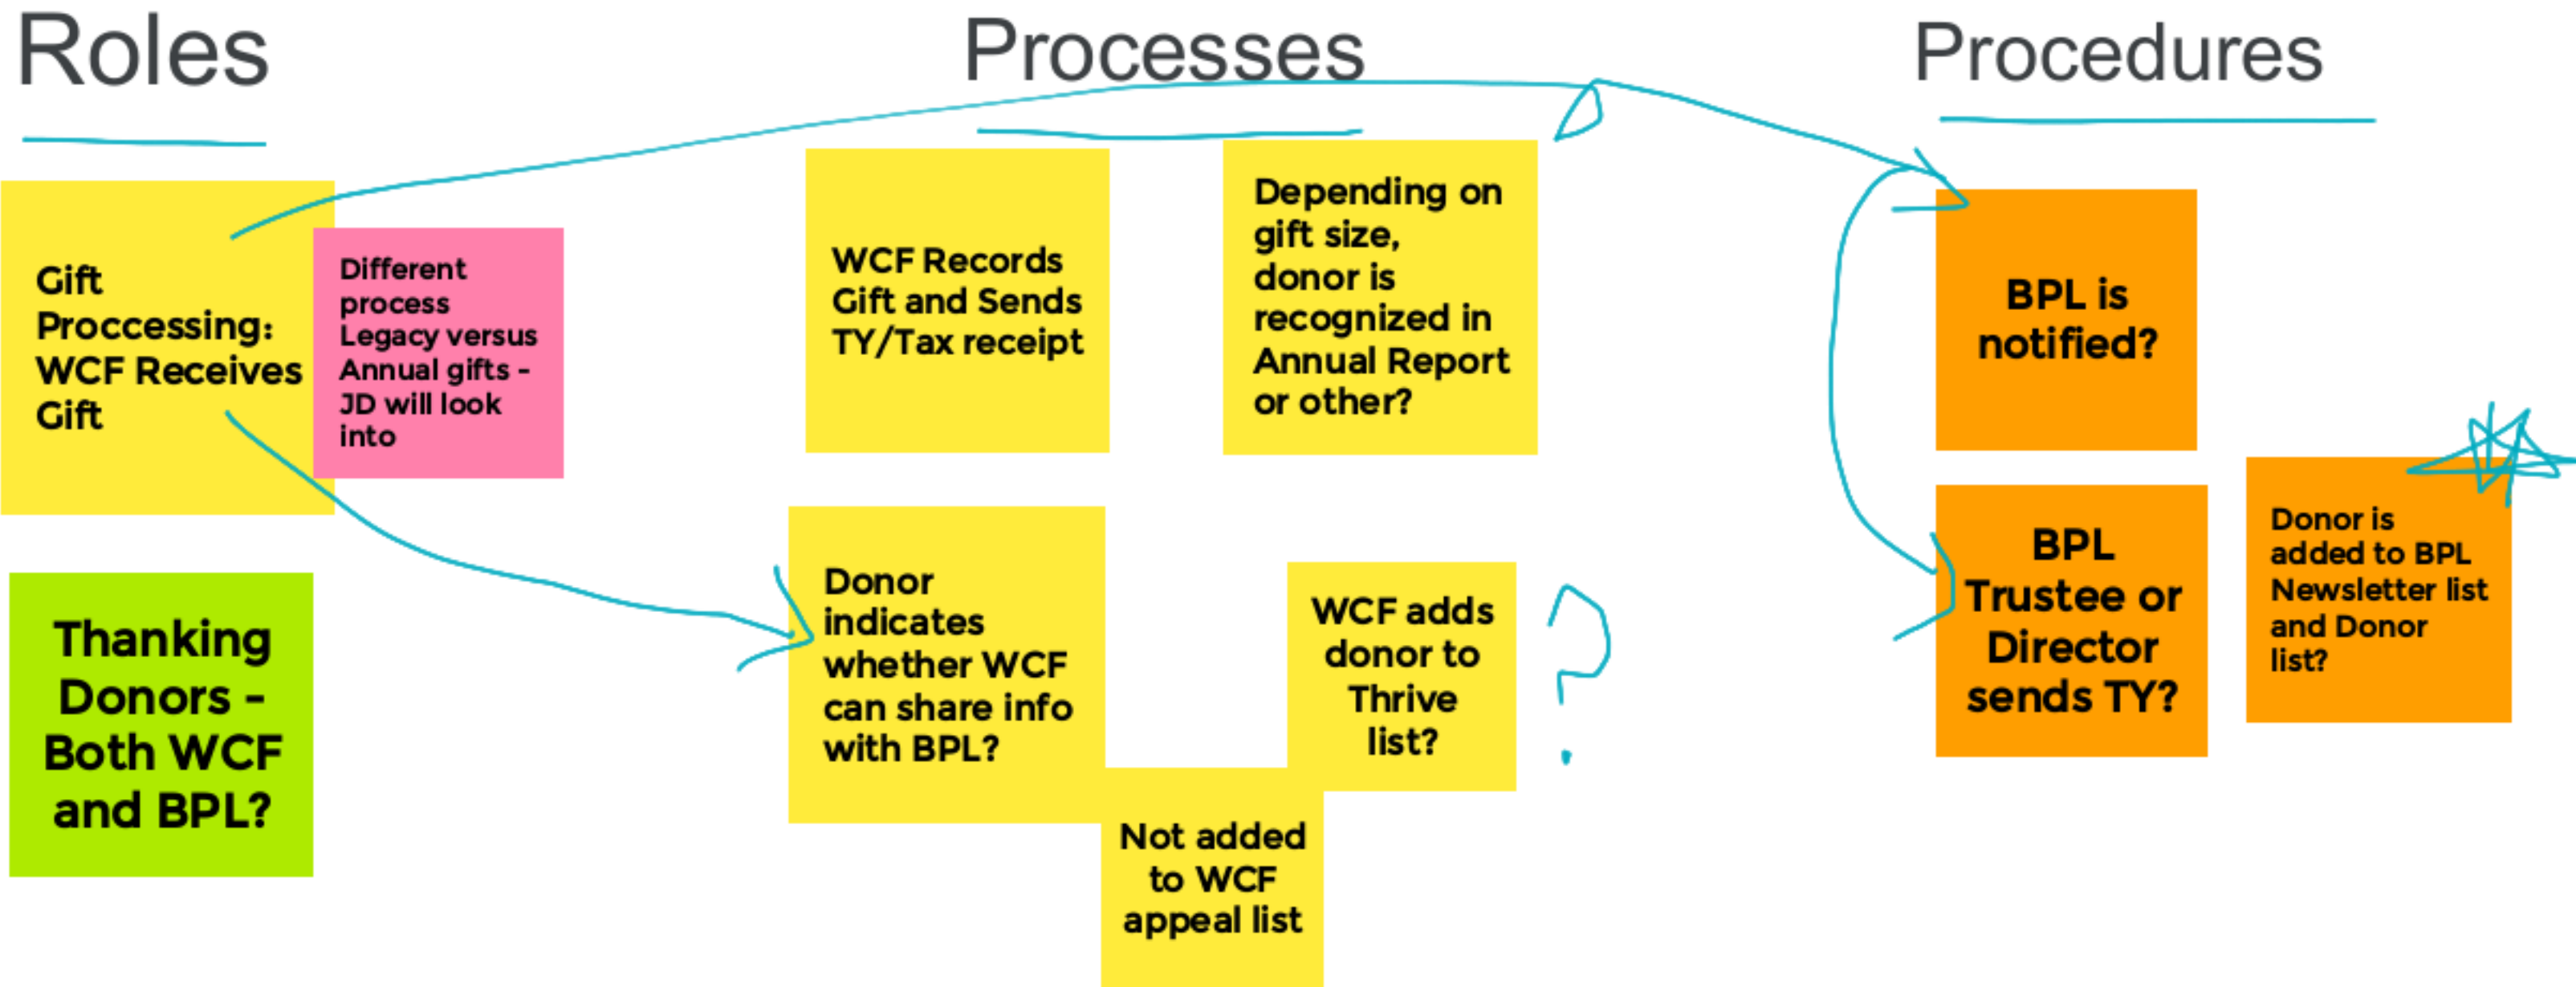 Roles
Processes
Procedures
Gift
Proccessing:
WCF Receives
Gift
Different
process
Legacy versus
Annual gifts -
JD will look
into
Thanking
Donors -
Both WCF
and BPL?
WCF Records
Gift and Sends
TY/Tax receipt
Depending on
gift size,
donor is
recognized in
Annual Report
or other?
Donor
indicates
whether WCF
can share info
with BPL?
WCF adds
donor to
Thrive
list?
?
Not added
to WCF
appeal list
BPL is
notified?
BPL
Trustee or
Director
sends TY?
Donor is
added to BPL
Newsletter list
and Donor
list?